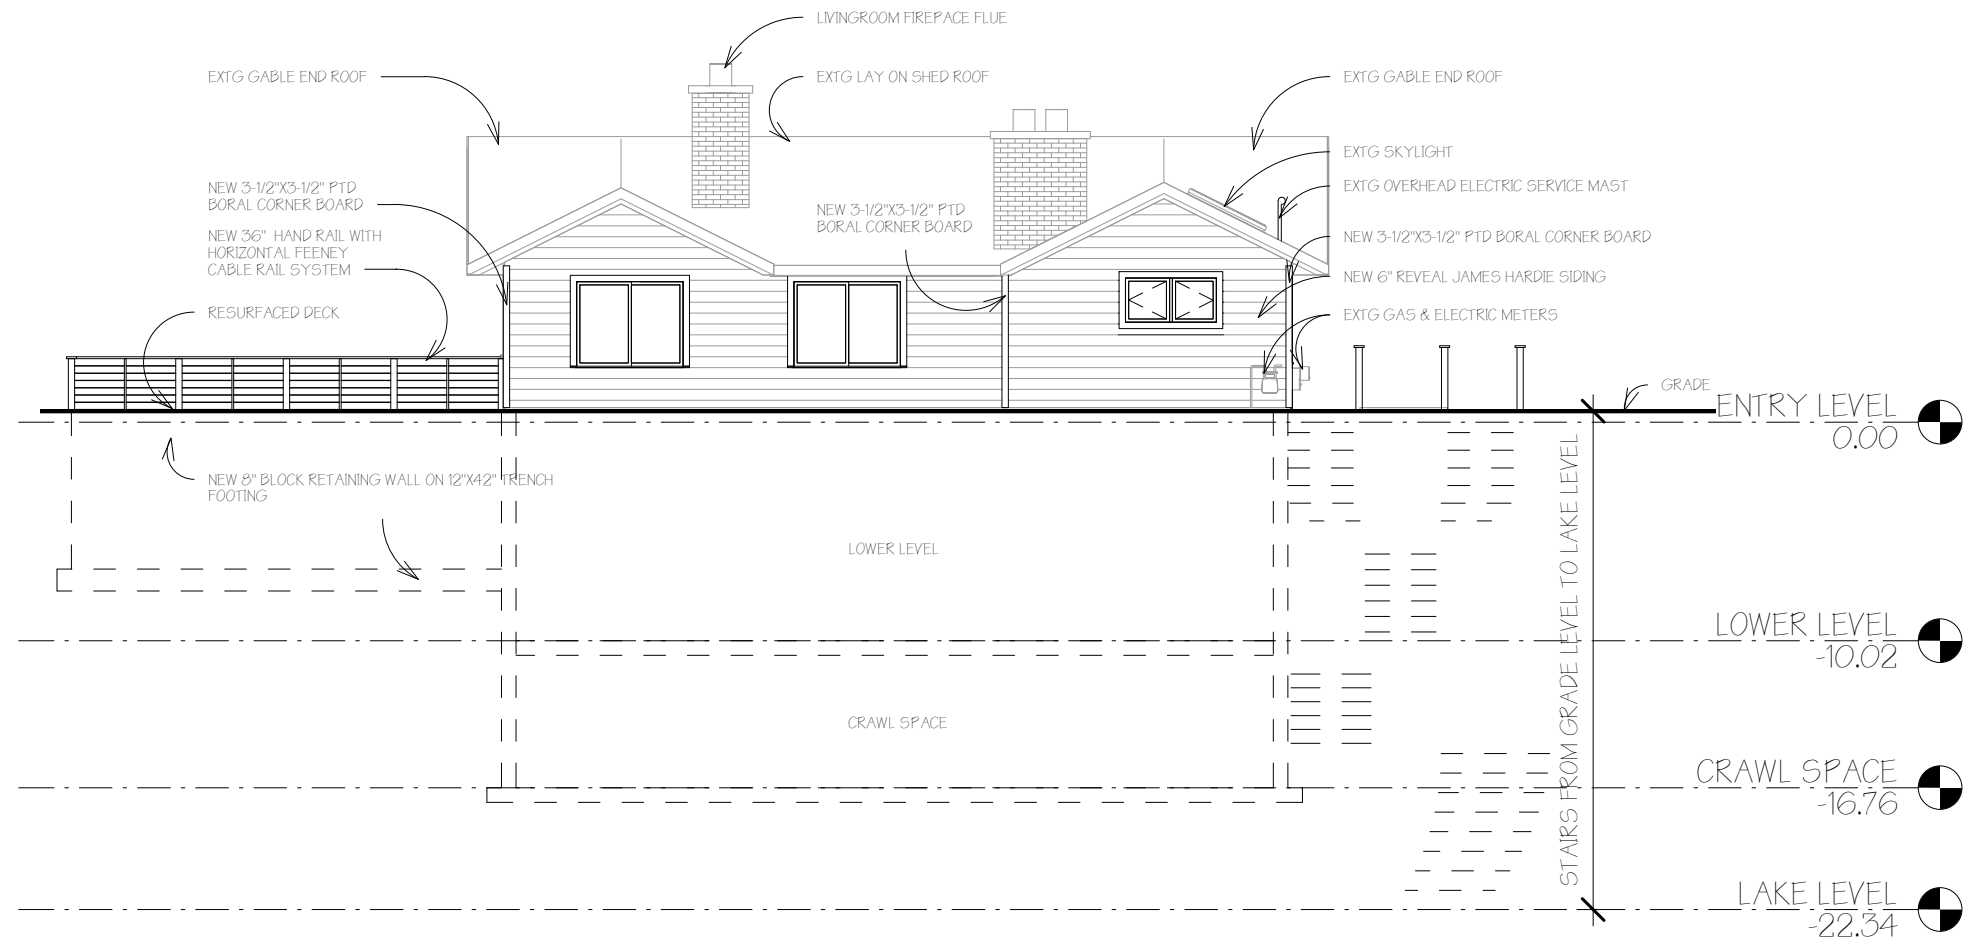 LIVINGROOM FIREPACE FLUE
EXTG GABLE END ROOF
EXTG LAY ON SHED ROOF
EXTG GABLE END ROOF
EXTG SKYLIGHT
EXTG OVERHEAD ELECTRIC SERVICE MAST
NEW 3-1/2"X3-1/2" PTD
BORAL CORNER BOARD
NEW 3-1/2"X3-1/2" PTD
BORAL CORNER BOARD
NEW 36" HAND RAIL WITH
HORIZONTAL FEENEY
CABLE RAIL SYSTEM
NEW 3-1/2"X3-1/2" PTD BORAL CORNER BOARD
NEW 6" REVEAL JAMES HARDIE SIDING
RESURFACED DECK
EXTG GAS & ELECTRIC METERS
GRADE
ENTRY LEVEL
0.00
NEW 8" BLOCK RETAINING WALL ON 12"X42" TRENCH
FOOTING
LOWER LEVEL
STAIRS FROM GRADE LEVEL TO LAKE LEVEL
LOWER LEVEL
-10.02
CRAWL SPACE
CRAWL SPACE
-16.76
LAKE LEVEL
-22.34